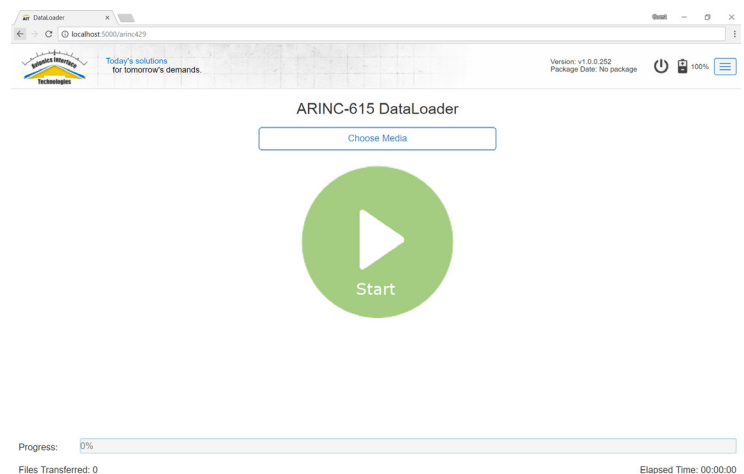 DataLoader
Guest
localhost:5000/arinc429
Avionics Interface
Technologies
Today's solutions
for tomorrow's demands.
Version: v1.0.0.252
Package Date: No package
100%
ARINC-615 DataLoader
Choose Media
Start
Progress:
0%
Files Transferred: 0
Elapsed Time: 00:00:00